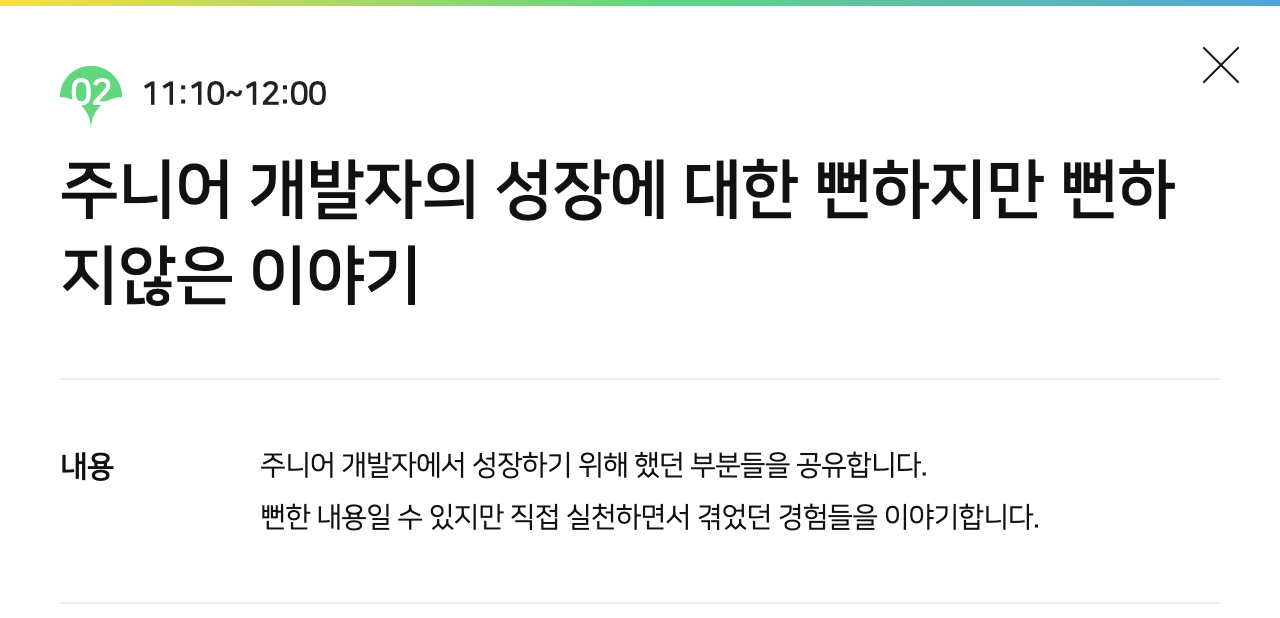 02 11:10~12:00
주니어 개발자의 성장에 대한 뻔하지만 뻔하
지않은 이야기
내용 주니어 개발자에서 성장하기 위해 했던 부분들을 공유합니다.
뻔한 내용일 수 있지만 직접 실천하면서 겪었던 경험들을 이야기합니다.